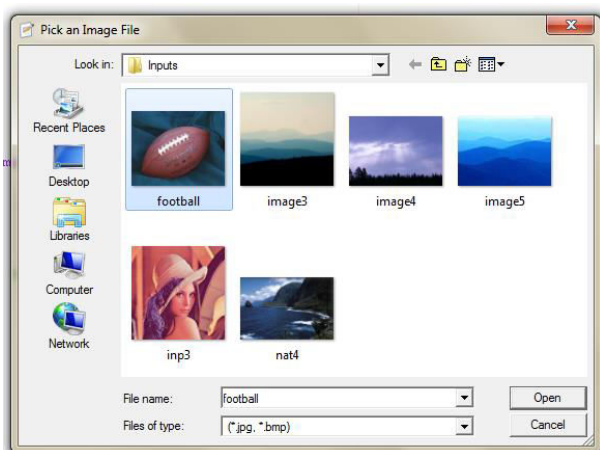 Pick an Image File
Look in: Inputs
Recent Places
Desktop
Libraries
Computer
Network
football
image3
image4
image5
inp3
nat4
File name: football
Open
Files of type: (*.jpg, *.bmp)
Cancel